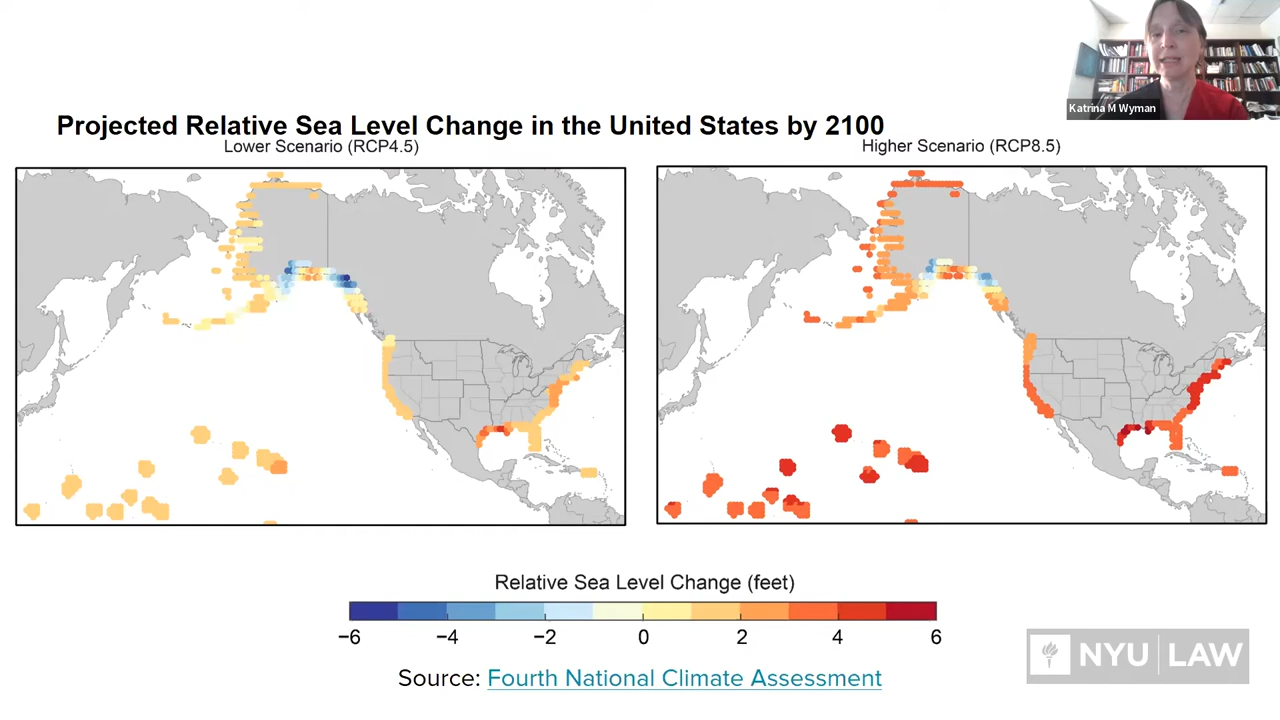 Katrina M Wyman
Projected Relative Sea Level Change in the United States by 2100
Lower Scenario (RCP4.5)
Higher Scenario (RCP8.5)
Relative Sea Level Change (feet)
−6 −4 −2 0 2 4 6
Source: Fourth National Climate Assessment
NYU LAW